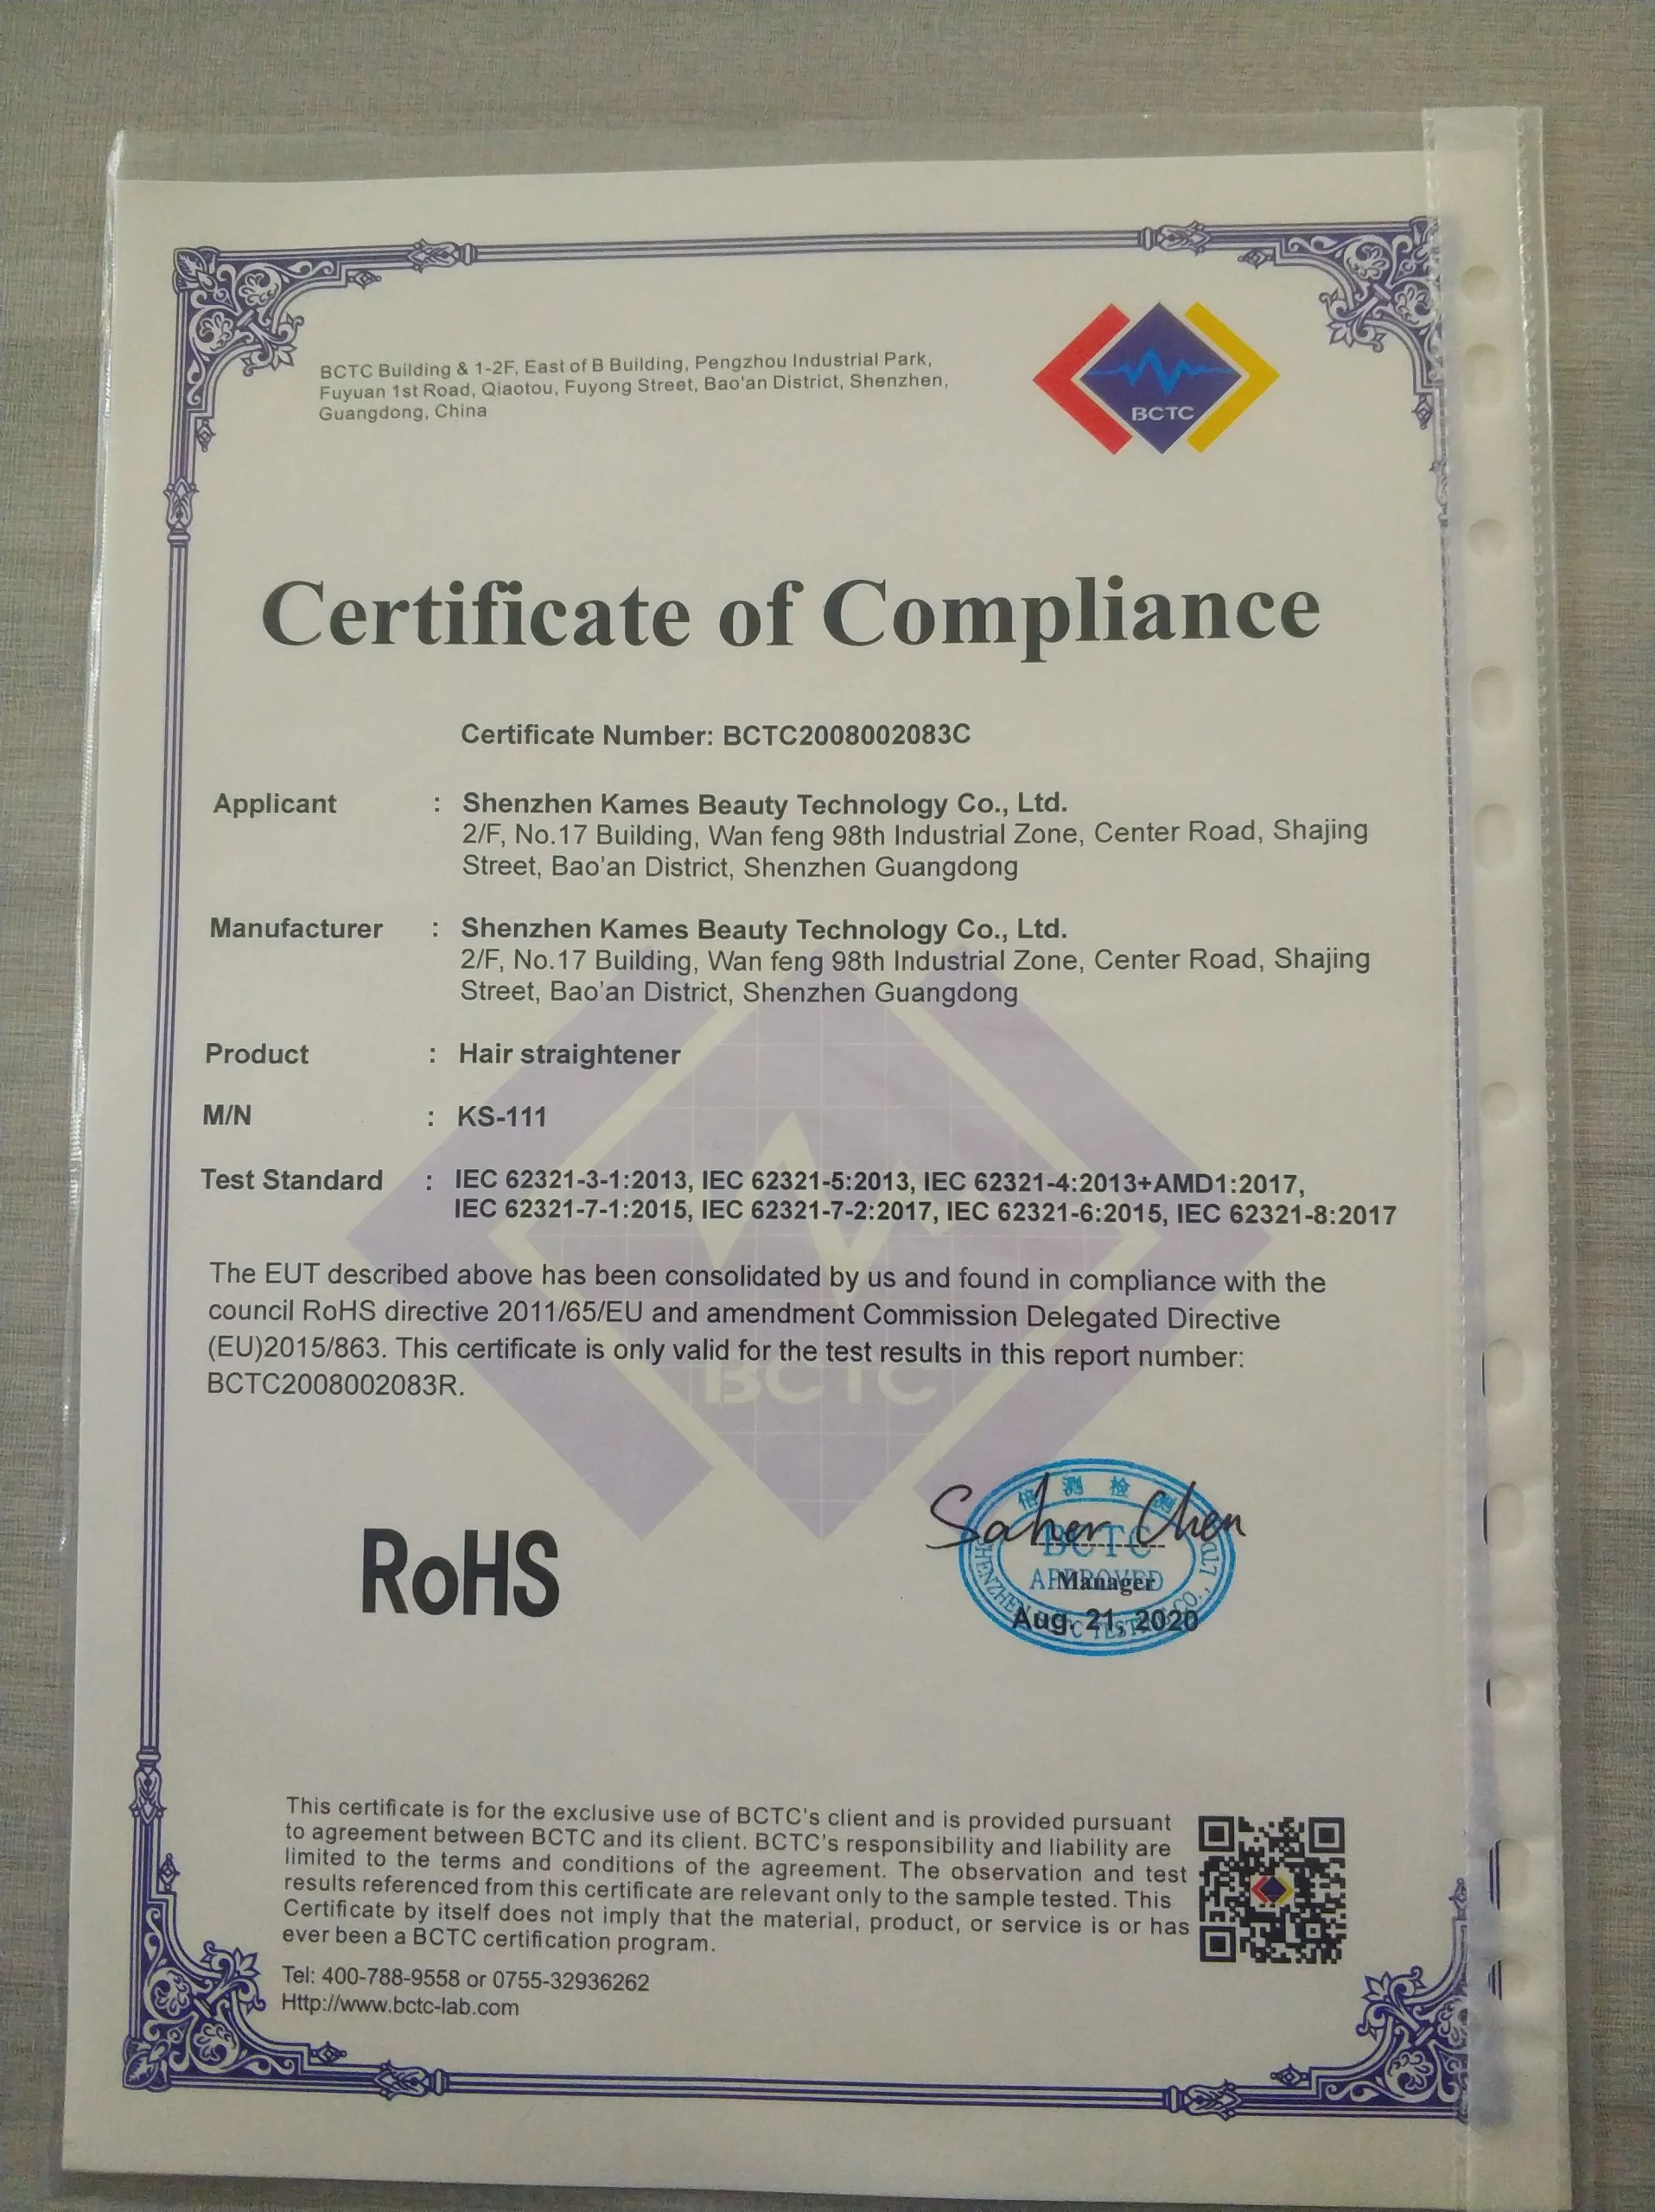 BCTC Building & 1-2F, East of B Building, Pengzhou Industrial Park,
Fuyuan 1st Road, Qiaotou, Fuyong Street, Bao'an District, Shenzhen,
Guangdong, China
BCTC
Certificate of Compliance
Certificate Number: BCTC2008002083C
Applicant : Shenzhen Kames Beauty Technology Co., Ltd.
2/F, No.17 Building, Wan feng 98th Industrial Zone, Center Road, Shajing
Street, Bao'an District, Shenzhen Guangdong
Manufacturer : Shenzhen Kames Beauty Technology Co., Ltd.
2/F, No.17 Building, Wan feng 98th Industrial Zone, Center Road, Shajing
Street, Bao'an District, Shenzhen Guangdong
Product : Hair straightener
M/N : KS-111
Test Standard : IEC 62321-3-1:2013, IEC 62321-5:2013, IEC 62321-4:2013+AMD1:2017,
IEC 62321-7-1:2015, IEC 62321-7-2:2017, IEC 62321-6:2015, IEC 62321-8:2017
The EUT described above has been consolidated by us and found in compliance with the
council RoHS directive 2011/65/EU and amendment Commission Delegated Directive
(EU)2015/863. This certificate is only valid for the test results in this report number:
BCTC2008002083R.
BCTC
RoHS
倍测检测
Saher Chen
BCTC
APPROVED
Manager
Aug. 21, 2020
SHENZHEN BCTC TESTING CO., LTD
This certificate is for the exclusive use of BCTC's client and is provided pursuant
to agreement between BCTC and its client. BCTC's responsibility and liability are
limited to the terms and conditions of the agreement. The observation and test
results referenced from this certificate are relevant only to the sample tested. This
Certificate by itself does not imply that the material, product, or service is or has
ever been a BCTC certification program.
Tel: 400-788-9558 or 0755-32936262
Http://www.bctc-lab.com